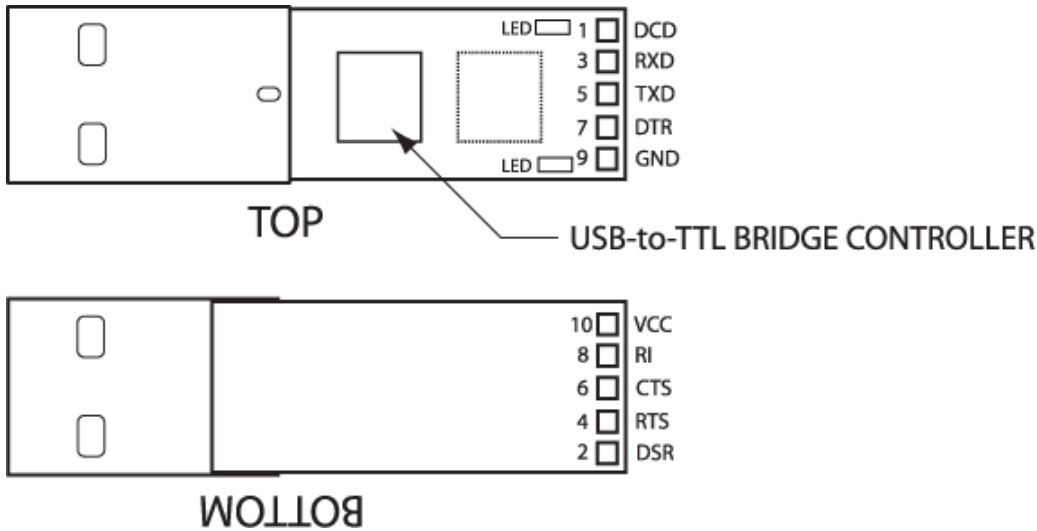 LED 1 DCD
3 RXD
5 TXD
7 DTR
LED 9 GND
TOP
USB-to-TTL BRIDGE CONTROLLER
10 VCC
8 RI
6 CTS
4 RTS
2 DSR
BOTTOM